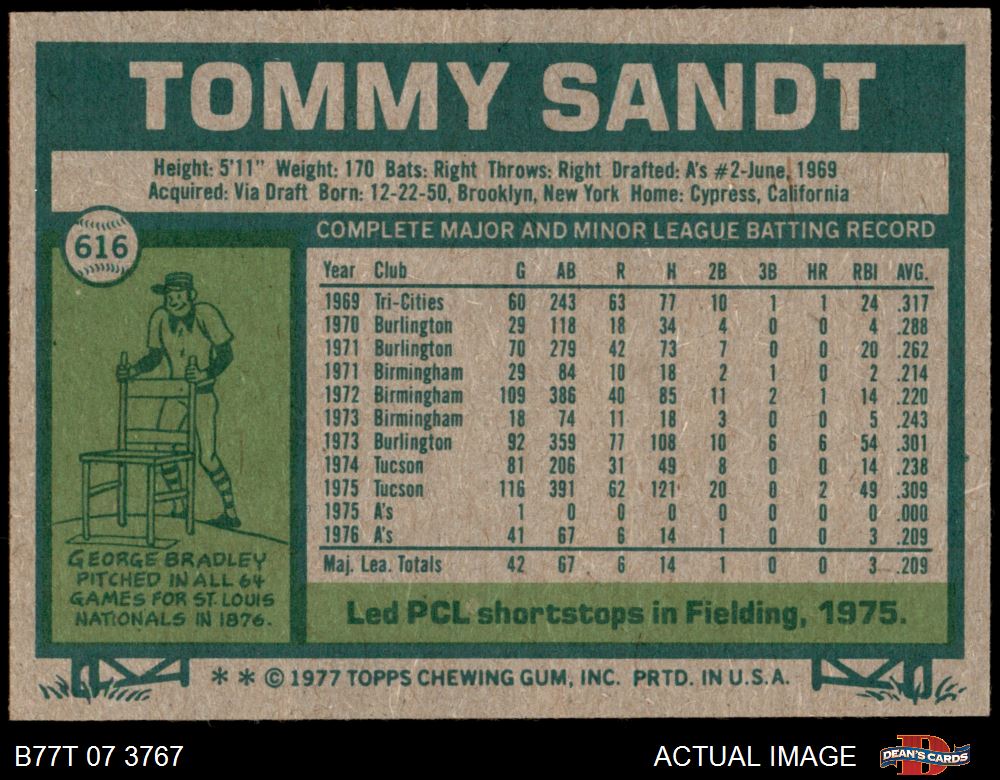 TOMMY SANDT
Height: 5'11" Weight: 170 Bats: Right Throws: Right Drafted: A's #2-June, 1969
Acquired: Via Draft Born: 12-22-50, Brooklyn, New York Home: Cypress, California
616
COMPLETE MAJOR AND MINOR LEAGUE BATTING RECORD
Year Club G AB R H 2B 3B HR RBI AVG.
1969 Tri-Cities 60 243 63 77 10 1 1 24 .317
1970 Burlington 29 118 18 34 4 0 0 4 .288
1971 Burlington 70 279 42 73 7 0 0 20 .262
1971 Birmingham 29 84 10 18 2 1 0 2 .214
1972 Birmingham 109 386 40 85 11 2 1 14 .220
1973 Birmingham 18 74 11 18 3 0 0 5 .243
1973 Burlington 92 359 77 108 10 6 6 54 .301
1974 Tucson 81 206 31 49 8 0 0 14 .238
1975 Tucson 116 391 62 121 20 0 2 49 .309
1975 A's 1 0 0 0 0 0 0 0 .000
1976 A's 41 67 6 14 1 0 0 3 .209
Maj. Lea. Totals 42 67 6 14 1 0 0 3 .209
GEORGE BRADLEY
PITCHED IN ALL 64
GAMES FOR ST. LOUIS
NATIONALS IN 1876.
Led PCL shortstops in Fielding, 1975.
* * © 1977 TOPPS CHEWING GUM, INC. PRTD. IN U.S.A.
B77T 07 3767
ACTUAL IMAGE
DEAN'S CARDS